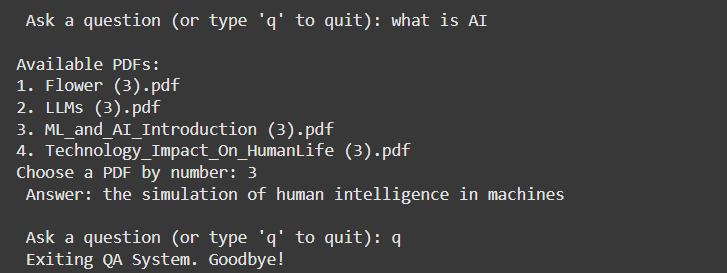 Ask a question (or type 'q' to quit): what is AI
Available PDFs:
1. Flower (3).pdf
2. LLMs (3).pdf
3. ML_and_AI_Introduction (3).pdf
4. Technology_Impact_On_HumanLife (3).pdf
Choose a PDF by number: 3
Answer: the simulation of human intelligence in machines
Ask a question (or type 'q' to quit): q
Exiting QA System. Goodbye!